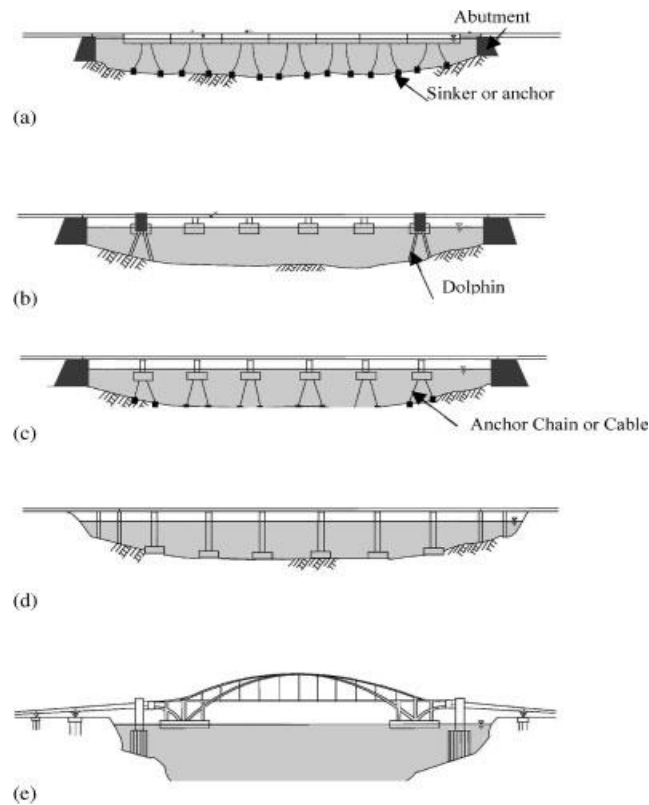 Abutment
Sinker or anchor
(a)
Dolphin
(b)
Anchor Chain or Cable
(c)
(d)
(e)